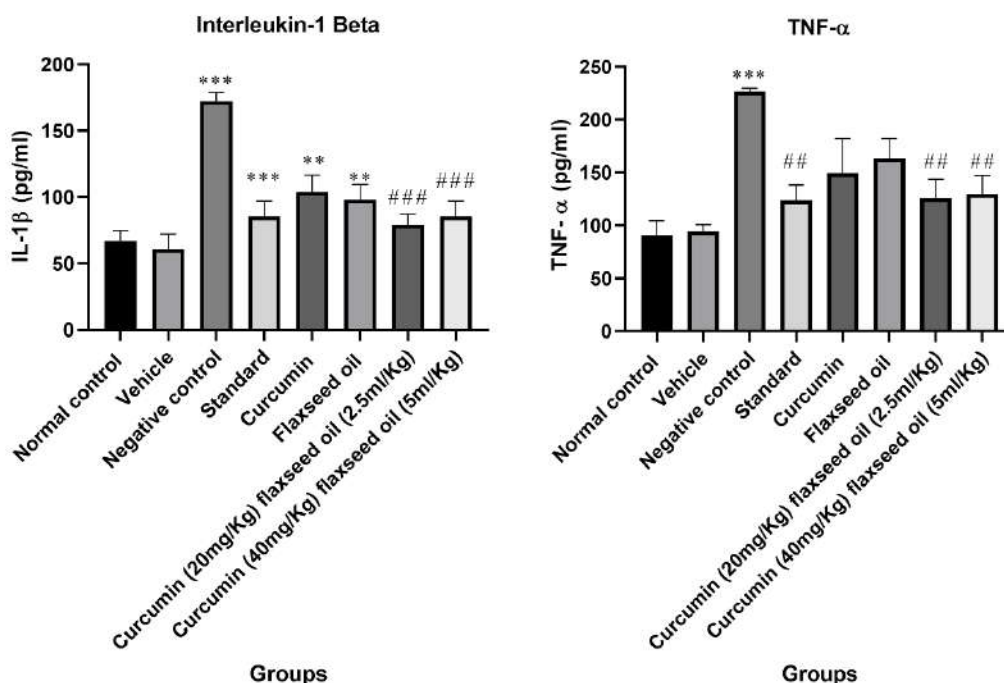 Interleukin-1 Beta
IL-1β (pg/ml)
200
150
100
50
0
***
***
**
**
###
###
Normal control
Vehicle
Negative control
Standard
Curcumin
Flaxseed oil
Curcumin (20mg/Kg) flaxseed oil (2.5ml/Kg)
Curcumin (40mg/Kg) flaxseed oil (5ml/Kg)
Groups
TNF-α
TNF- α (pg/ml)
250
200
150
100
50
0
***
##
##
##
Normal control
Vehicle
Negative control
Standard
Curcumin
Flaxseed oil
Curcumin (20mg/Kg) flaxseed oil (2.5ml/Kg)
Curcumin (40mg/Kg) flaxseed oil (5ml/Kg)
Groups